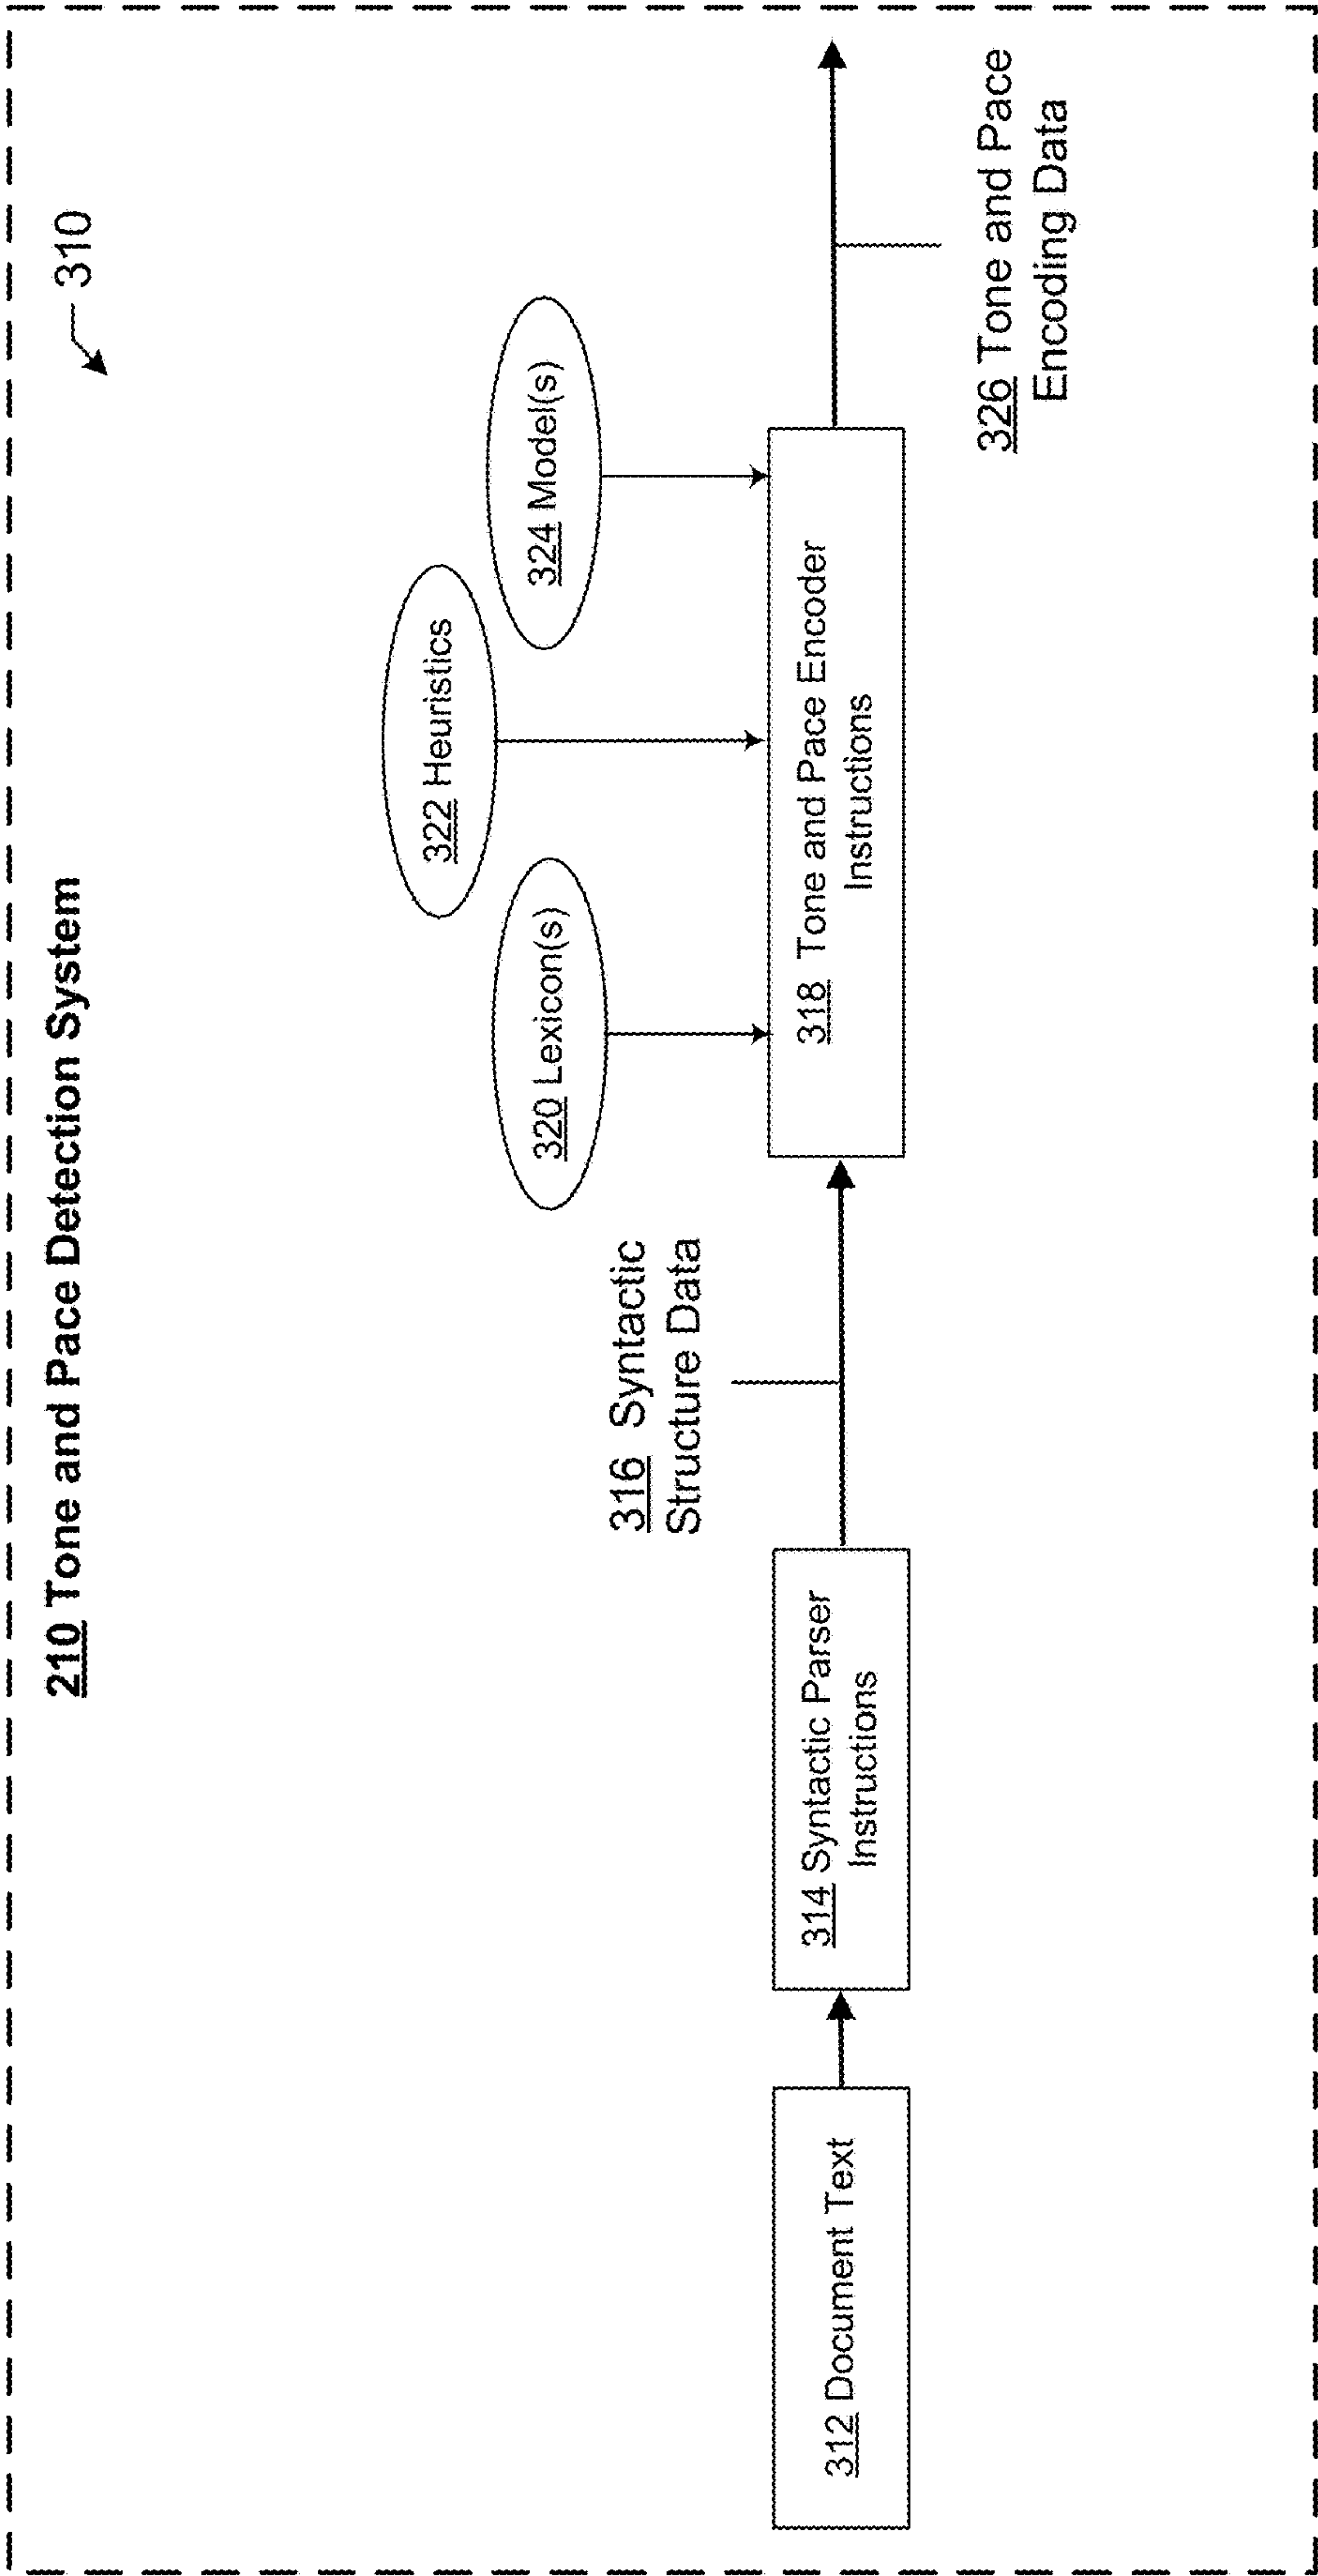 210 Tone and Pace Detection System
310
312 Document Text
314 Syntactic Parser
Instructions
316 Syntactic
Structure Data
320 Lexicon(s)
322 Heuristics
324 Model(s)
318 Tone and Pace Encoder
Instructions
326 Tone and Pace
Encoding Data